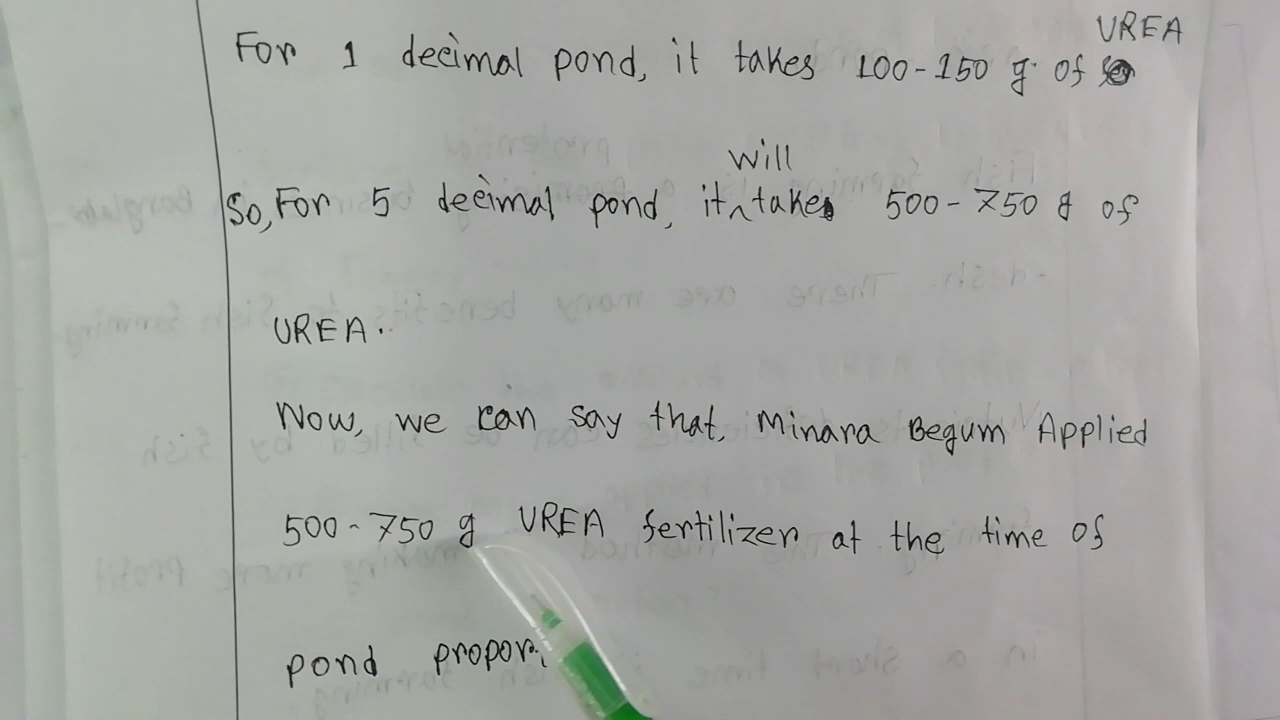 For 1 decimal pond, it takes 100-150 g of UREA
So, For 5 decimal pond, it will take 500-750 g of
UREA.
Now, we can say that, Minara Begum Applied
500-750 g UREA fertilizer at the time of
pond